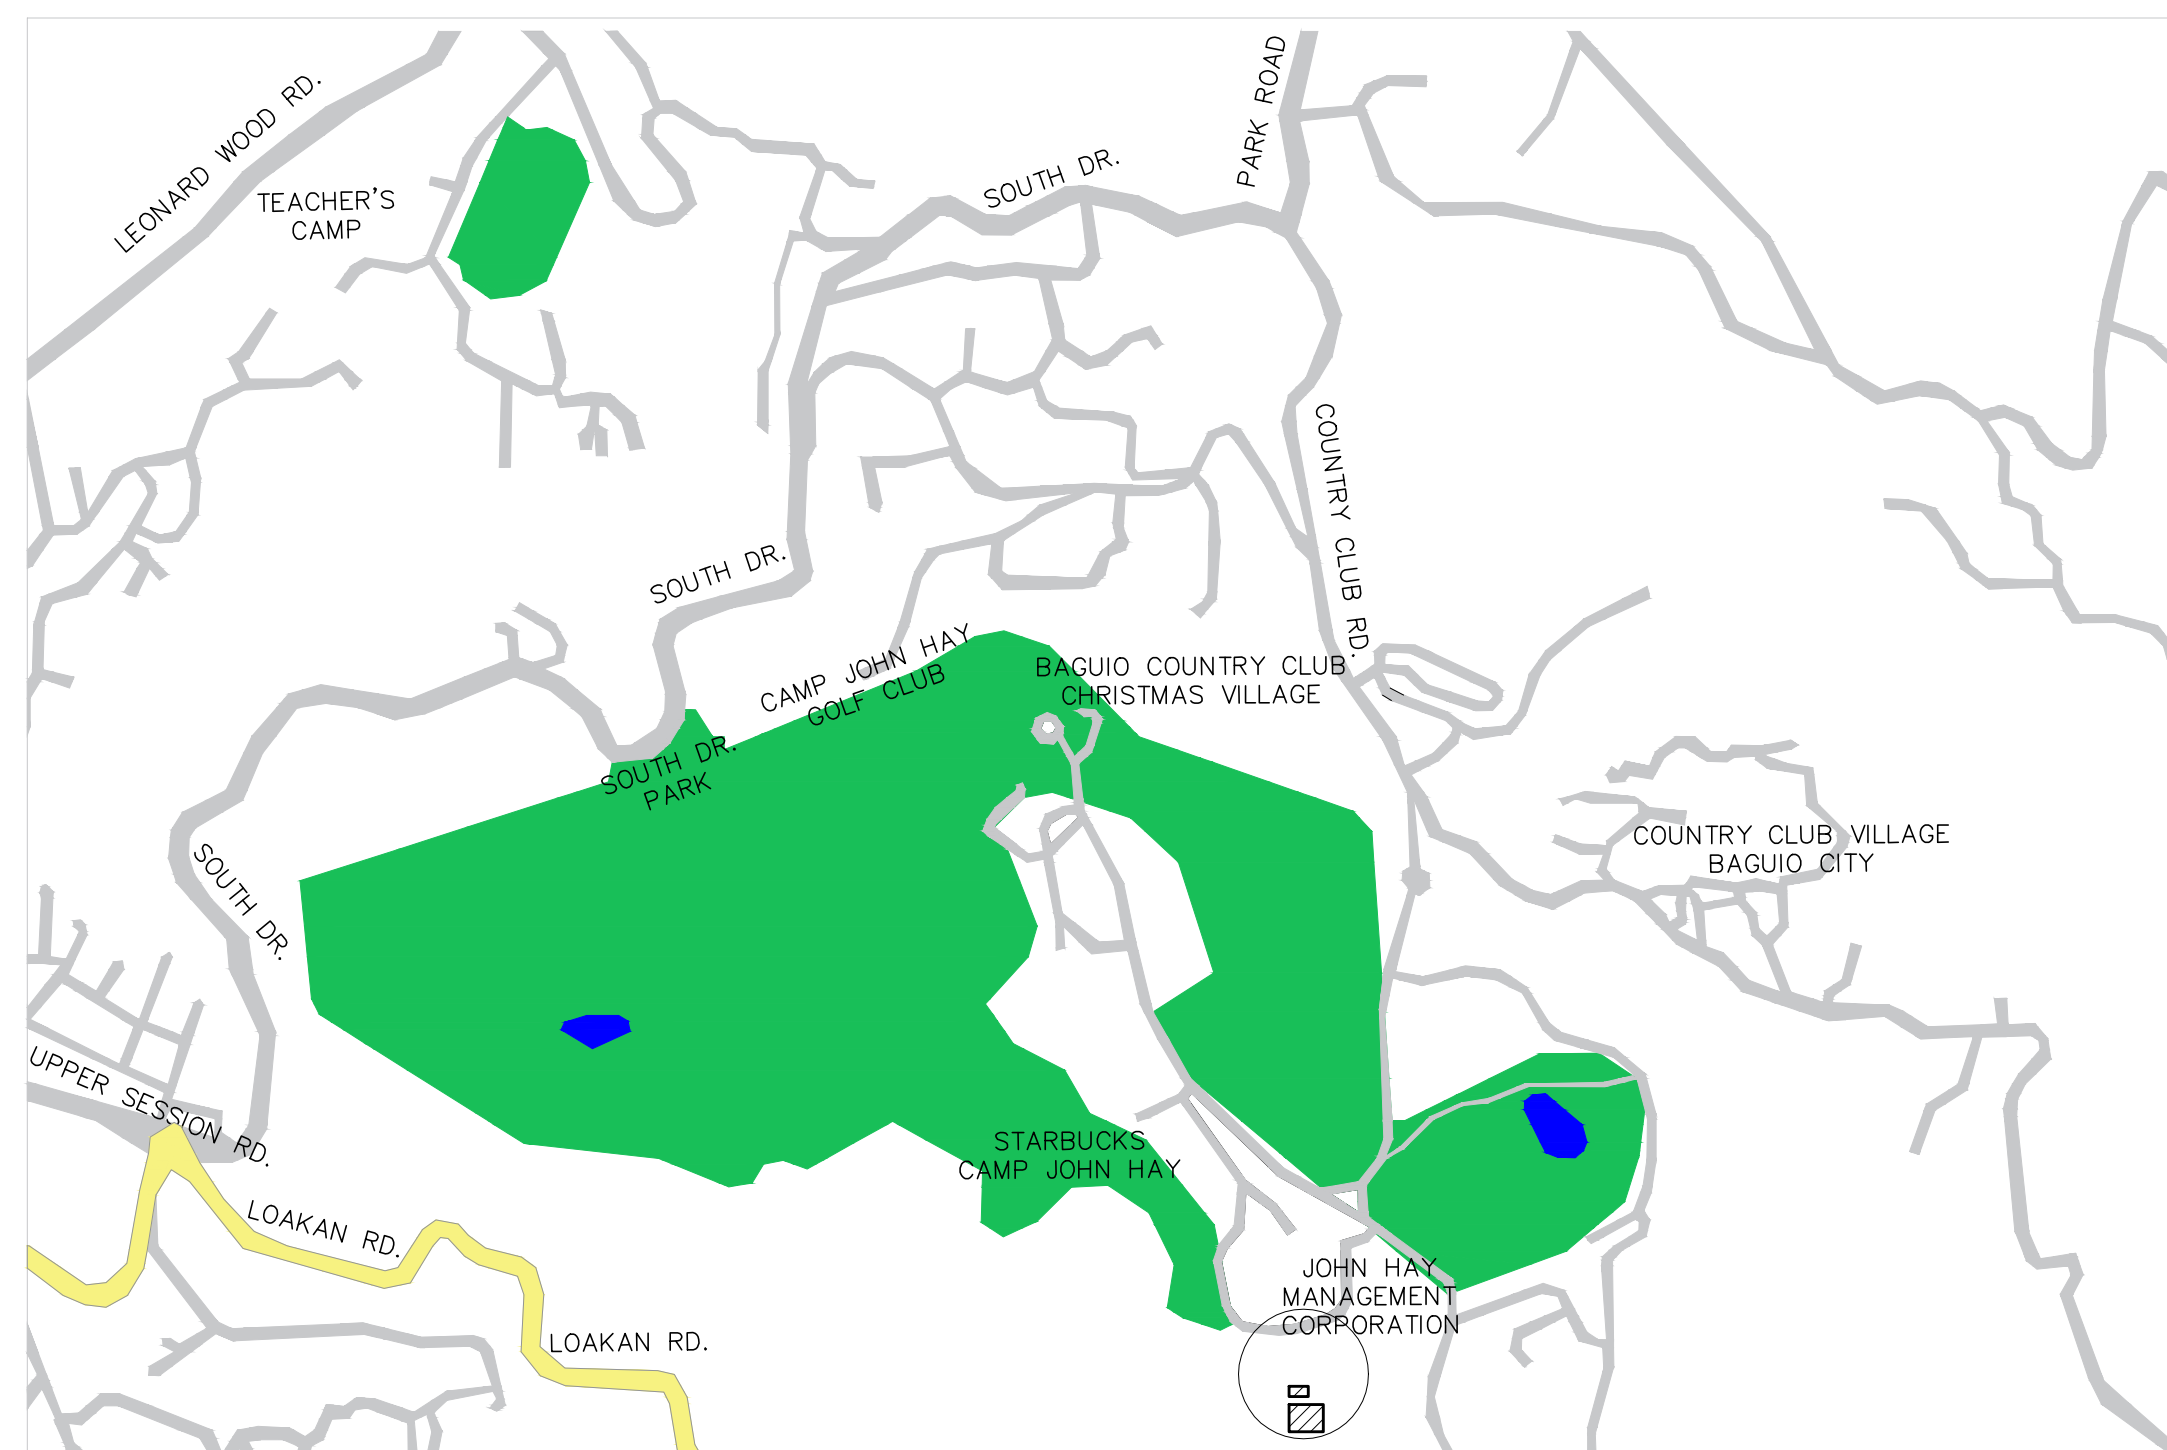 PARK ROAD
LEONARD WOOD RD.
SOUTH DR.
TEACHER'S
CAMP
COUNTRY CLUB RD.
SOUTH DR.
CAMP JOHN HAY
GOLF CLUB
BAGUIO COUNTRY CLUB
CHRISTMAS VILLAGE
SOUTH DR.
PARK
COUNTRY CLUB VILLAGE
BAGUIO CITY
SOUTH DR.
UPPER SESSION RD.
STARBUCKS
CAMP JOHN HAY
LOAKAN RD.
JOHN HAY
MANAGEMENT
CORPORATION
LOAKAN RD.